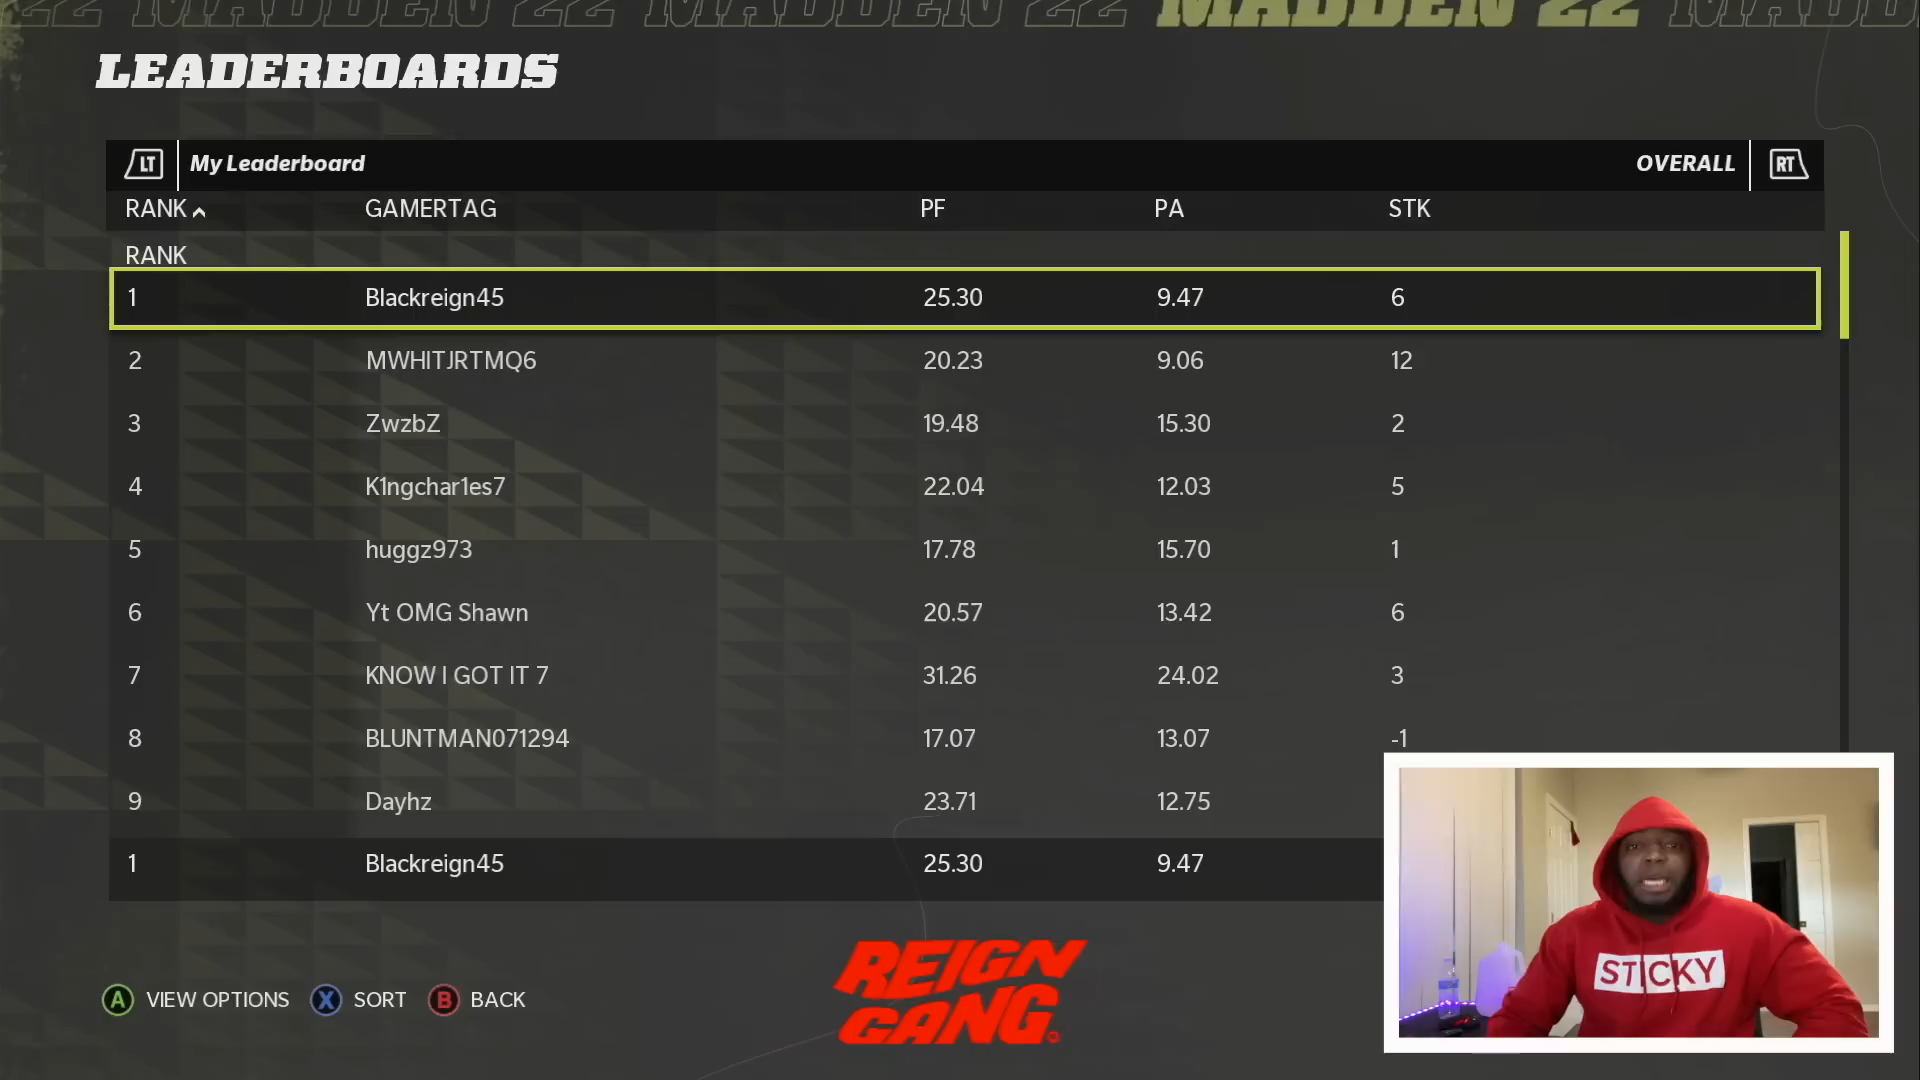 22 MADDEN 22 MADDEN 22 MADDEN 22 MADD
LEADERBOARDS
LT My Leaderboard OVERALL RT
RANK GAMERTAG PF PA STK
RANK
1 Blackreign45 25.30 9.47 6
2 MWHITJRTMQ6 20.23 9.06 12
3 ZwzbZ 19.48 15.30 2
4 K1ngchar1es7 22.04 12.03 5
5 huggz973 17.78 15.70 1
6 Yt OMG Shawn 20.57 13.42 6
7 KNOW I GOT IT 7 31.26 24.02 3
8 BLUNTMAN071294 17.07 13.07 -1
9 Dayhz 23.71 12.75
1 Blackreign45 25.30 9.47
A VIEW OPTIONS X SORT B BACK
REIGN
GANG
STICKY